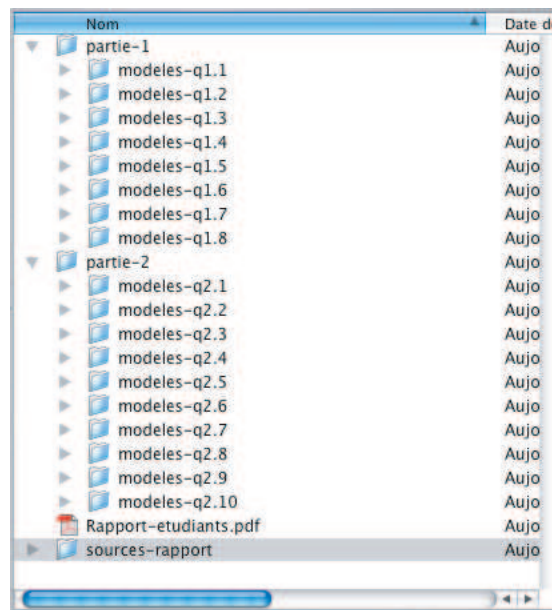 Nom Date de
partie-1 Aujo
modeles-q1.1 Aujo
modeles-q1.2 Aujo
modeles-q1.3 Aujo
modeles-q1.4 Aujo
modeles-q1.5 Aujo
modeles-q1.6 Aujo
modeles-q1.7 Aujo
modeles-q1.8 Aujo
partie-2 Aujo
modeles-q2.1 Aujo
modeles-q2.2 Aujo
modeles-q2.3 Aujo
modeles-q2.4 Aujo
modeles-q2.5 Aujo
modeles-q2.6 Aujo
modeles-q2.7 Aujo
modeles-q2.8 Aujo
modeles-q2.9 Aujo
modeles-q2.10 Aujo
Rapport-etudiants.pdf Aujo
sources-rapport Aujo